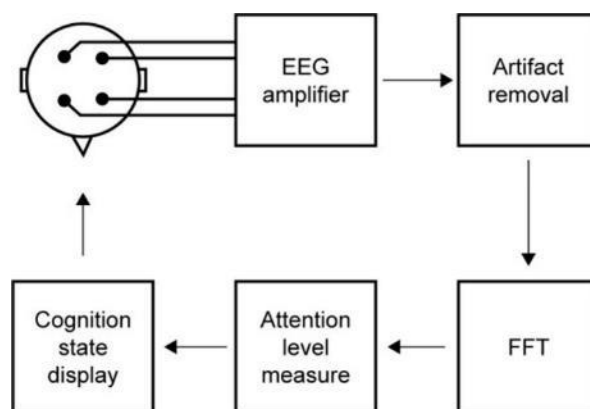 EEG
amplifier
Artifact
removal
Cognition
state
display
Attention
level
measure
FFT